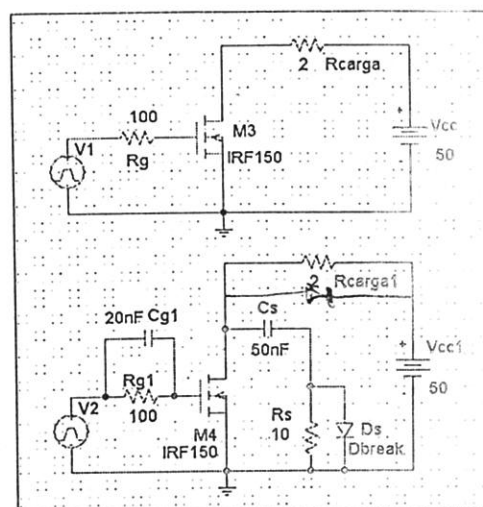 2 Rcarga
100
V1
Rg
M3
IRF150
Vcc
50
2
Rcarga1
20nF Cg1
Cs
50nF
Vcc1
50
V2
Rg1
100
M4
IRF150
Rs
10
Ds
Dbreak